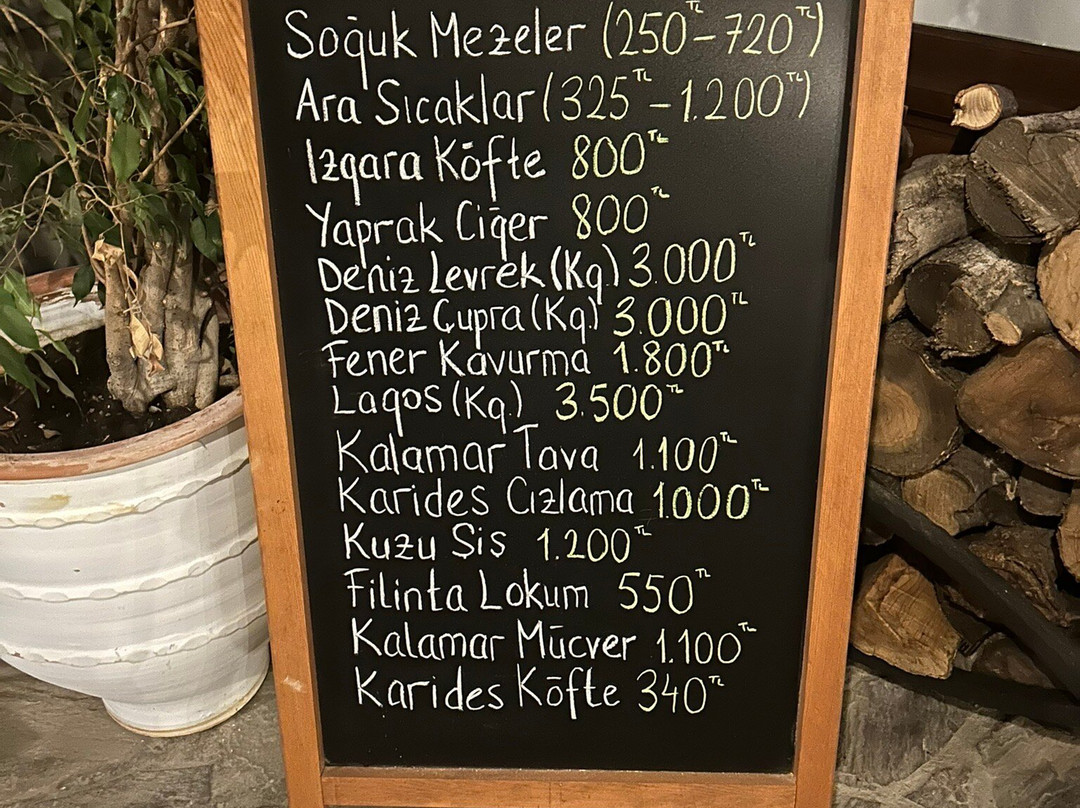 Soğuk Mezeler (250TL-720TL)
Ara Sıcaklar (325TL-1.200TL)
Izgara Köfte 800TL
Yaprak Ciğer 800TL
Deniz Levrek (Kg.) 3.000TL
Deniz Çupra (Kg.) 3.000TL
Fener Kavurma 1.800TL
Lagos (Kg.) 3.500TL
Kalamar Tava 1.100TL
Karides Cızlama 1.000TL
Kuzu Şiş 1.200TL
Filinta Lokum 550TL
Kalamar Mücver 1.100TL
Karides Köfte 340TL